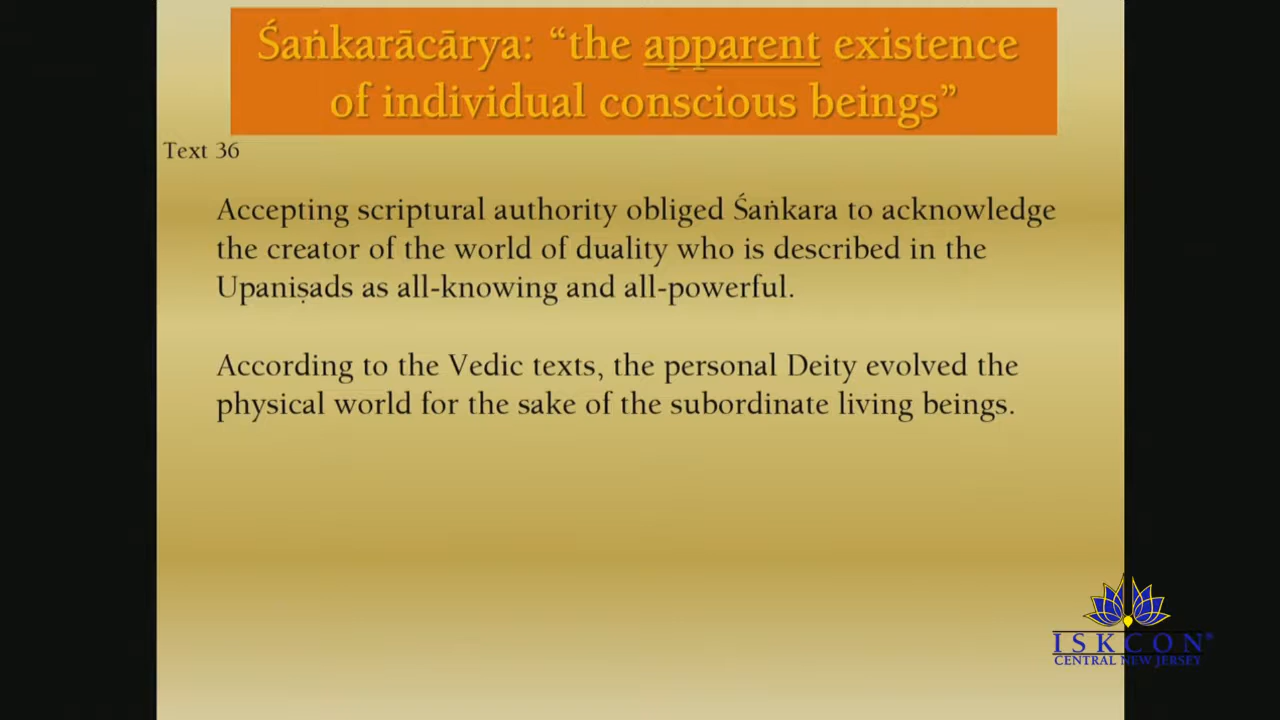 Śaṅkarācārya: “the apparent existence
of individual conscious beings”
Text 36
Accepting scriptural authority obliged Śaṅkara to acknowledge
the creator of the world of duality who is described in the
Upaniṣads as all-knowing and all-powerful.
According to the Vedic texts, the personal Deity evolved the
physical world for the sake of the subordinate living beings.
ISKCON®
CENTRAL NEW JERSEY